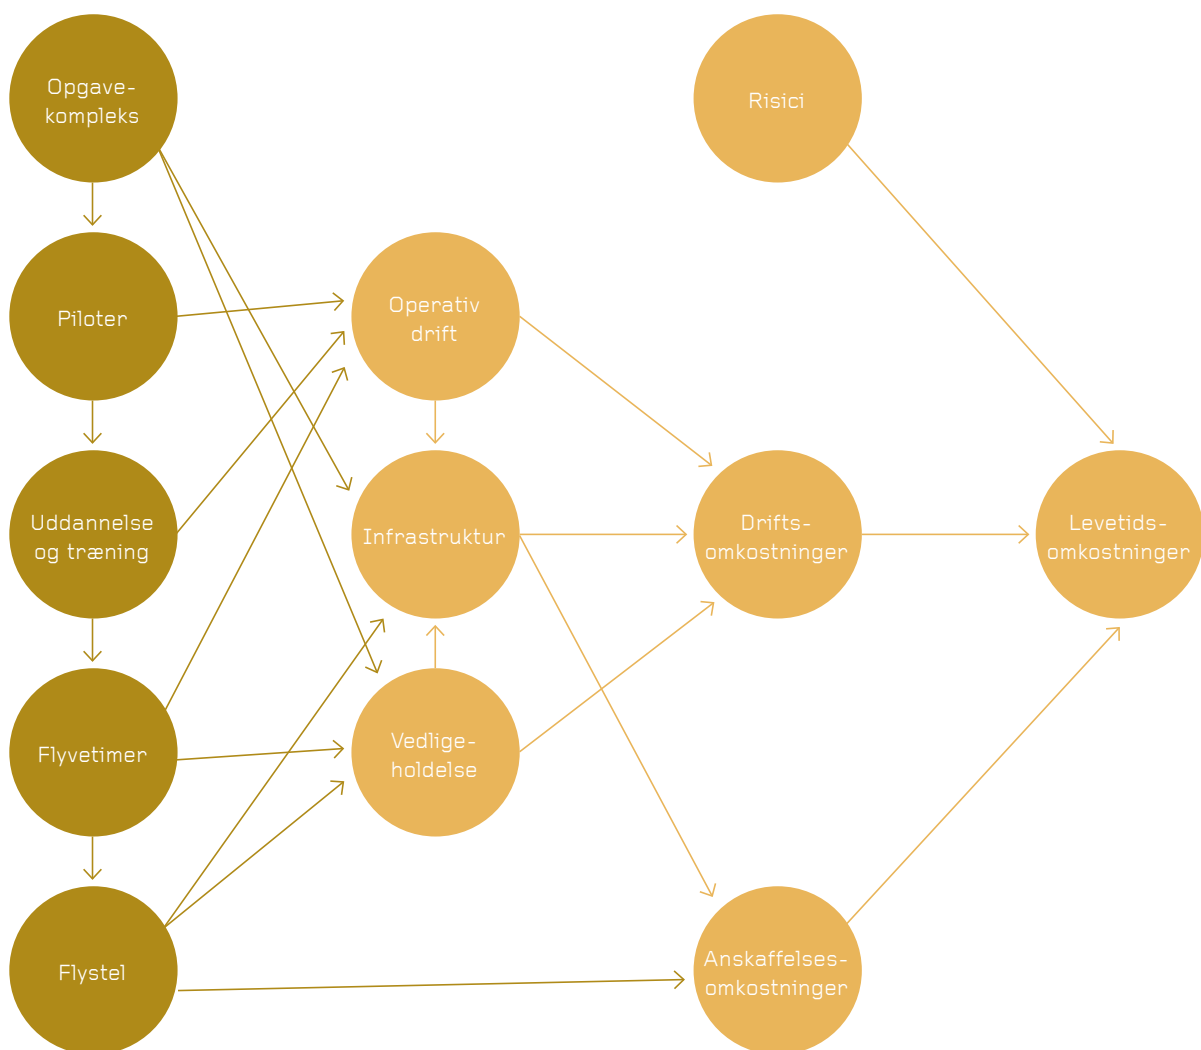 Opgave-
kompleks
Risici
Piloter
Operativ
drift
Uddannelse
og træning
Infrastruktur
Drifts-
omkostninger
Levetids-
omkostninger
Flyvetimer
Vedlige-
holdelse
Flystel
Anskaffelses-
omkostninger